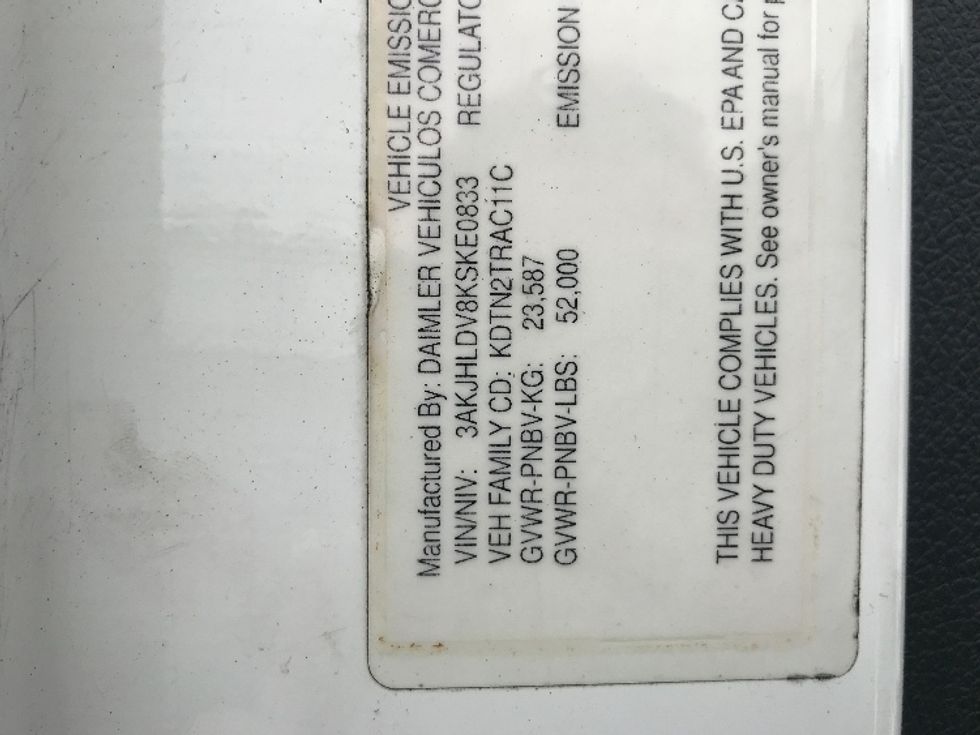 VEHICLE EMISSIO
Manufactured By: DAIMLER VEHICULOS COMERC
VIN/NIV: 3AKJHLDV8KSKE0833 REGULATO
VEH FAMILY CD: KDTN2TRAC11C
GVWR-PNBV-KG: 23,587
GVWR-PNBV-LBS: 52,000 EMISSION
THIS VEHICLE COMPLIES WITH U.S. EPA AND CA
HEAVY DUTY VEHICLES. See owner's manual for